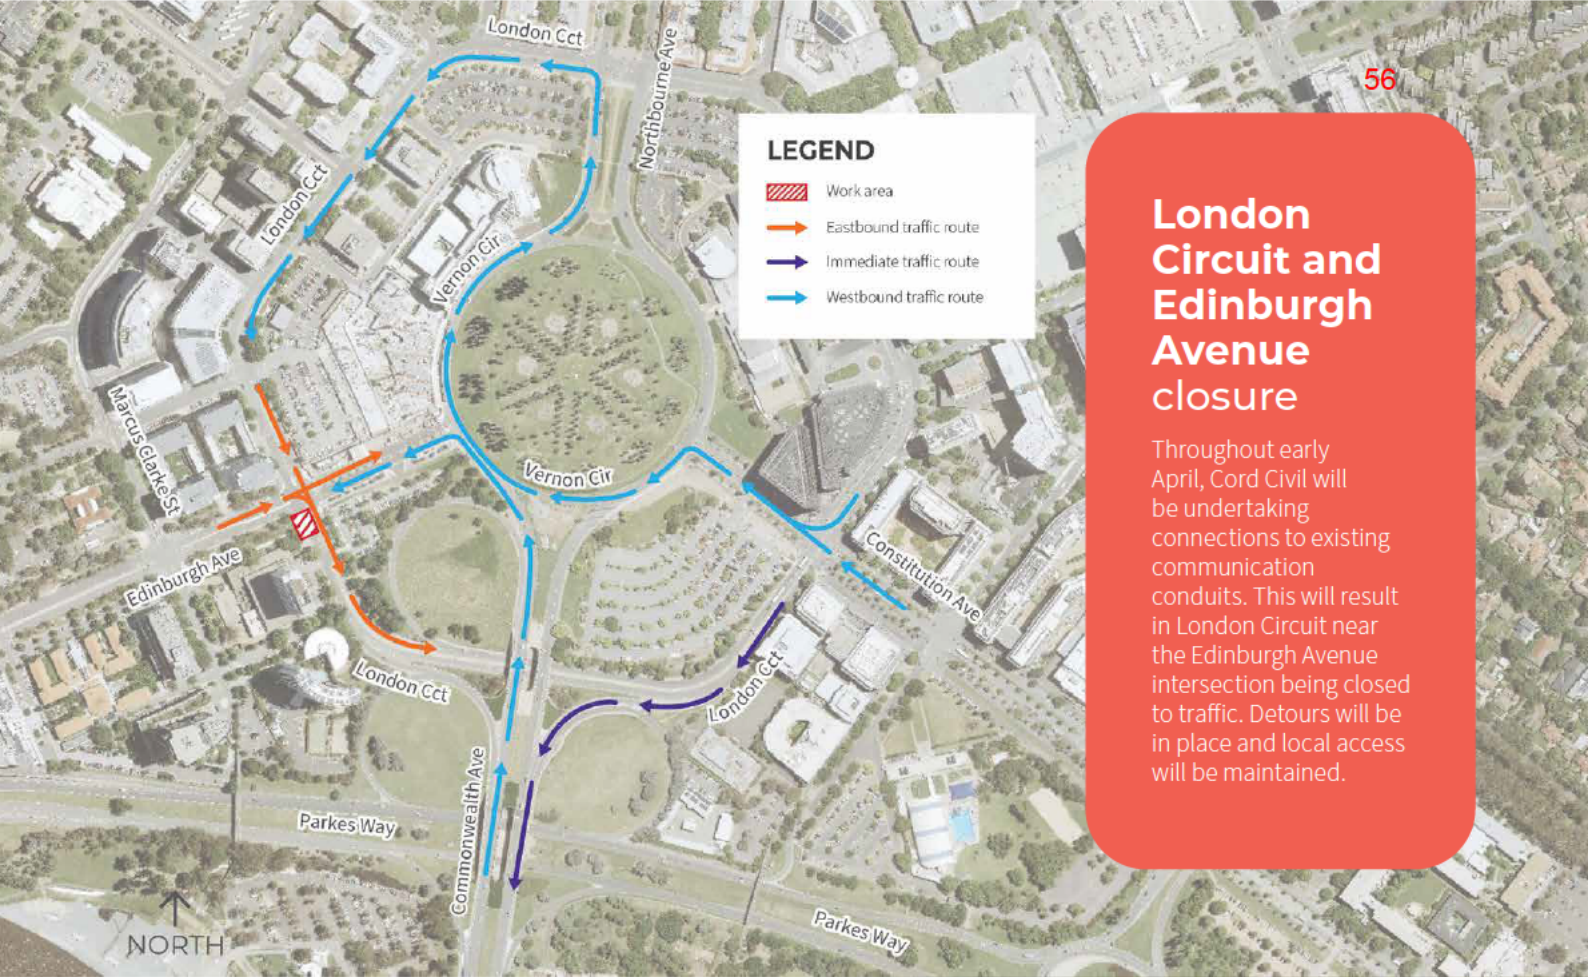 London Cct
Northbourne Ave
56
LEGEND
Work area
Eastbound traffic route
Immediate traffic route
Westbound traffic route
London
Circuit and
Edinburgh
Avenue
closure
Throughout early
April, Cord Civil will
be undertaking
connections to existing
communication
conduits. This will result
in London Circuit near
the Edinburgh Avenue
intersection being closed
to traffic. Detours will be
in place and local access
will be maintained.
London Cct
Vernon Cir
Marcus Clarke St
Vernon Cir
Edinburgh Ave
Constitution Ave
London Cct
London Cct
Commonwealth Ave
Parkes Way
Parkes Way
NORTH